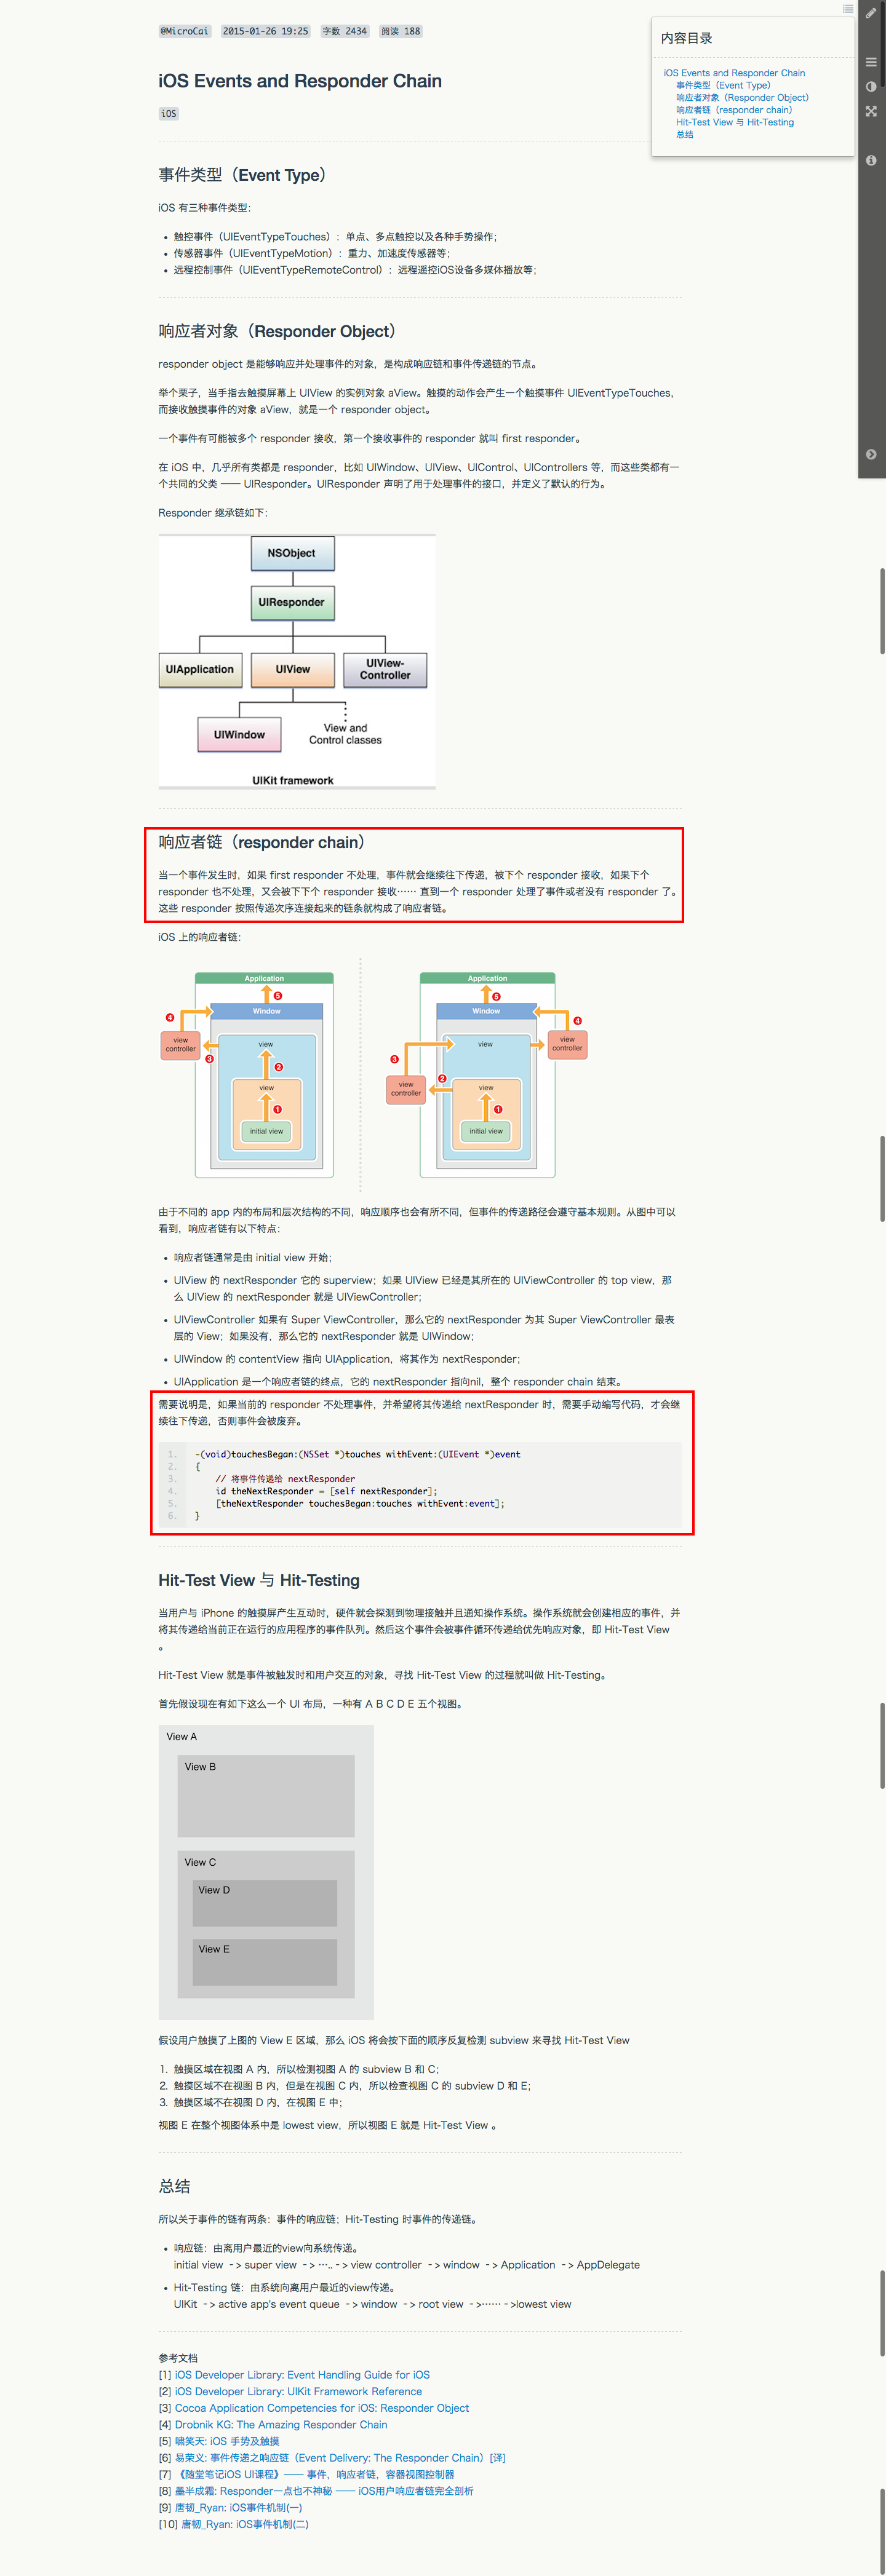 @MicroCai 2015-01-26 19:25 字数 2434 阅读 188
内容目录
iOS Events and Responder Chain
事件类型（Event Type）
响应者对象（Responder Object）
响应者链（responder chain）
Hit-Test View 与 Hit-Testing
总结
iOS Events and Responder Chain
iOS
事件类型（Event Type）
iOS 有三种事件类型：
• 触控事件（UIEventTypeTouches）：单点、多点触控以及各种手势操作；
• 传感器事件（UIEventTypeMotion）：重力、加速度传感器等；
• 远程控制事件（UIEventTypeRemoteControl）：远程遥控iOS设备多媒体播放等；
响应者对象（Responder Object）
responder object 是能够响应并处理事件的对象，是构成响应链和事件传递链的节点。
举个栗子，当手指去触摸屏幕上 UIView 的实例对象 aView。触摸的动作会产生一个触摸事件 UIEventTypeTouches，
而接收触摸事件的对象 aView，就是一个 responder object。
一个事件有可能被多个 responder 接收，第一个接收事件的 responder 就叫 first responder。
在 iOS 中，几乎所有类都是 responder，比如 UIWindow、UIView、UIControl、UIControllers 等，而这些类都有一
个共同的父类 —— UIResponder。UIResponder 声明了用于处理事件的接口，并定义了默认的行为。
Responder 继承链如下：
NSObject
UIResponder
UIApplication
UIView
UIView-
Controller
UIWindow
View and
Control classes
UIKit framework
响应者链（responder chain）
当一个事件发生时，如果 first responder 不处理，事件就会继续往下传递，被下个 responder 接收，如果下个
responder 也不处理，又会被下下个 responder 接收…… 直到一个 responder 处理了事件或者没有 responder 了。
这些 responder 按照传递次序连接起来的链条就构成了响应者链。
iOS 上的响应者链：
Application
5
Window
4
view
controller
3
view
2
view
1
initial view
Application
5
Window
4
view
controller
view
3
2
view
controller
view
1
initial view
由于不同的 app 内的布局和层次结构的不同，响应顺序也会有所不同，但事件的传递路径会遵守基本规则。从图中可以
看到，响应者链有以下特点：
• 响应者链通常是由 initial view 开始；
• UIView 的 nextResponder 它的 superview；如果 UIView 已经是其所在的 UIViewController 的 top view，那
么 UIView 的 nextResponder 就是 UIViewController；
• UIViewController 如果有 Super ViewController，那么它的 nextResponder 为其 Super ViewController 最表
层的 View；如果没有，那么它的 nextResponder 就是 UIWindow；
• UIWindow 的 contentView 指向 UIApplication，将其作为 nextResponder；
• UIApplication 是一个响应者链的终点，它的 nextResponder 指向nil，整个 responder chain 结束。
需要说明是，如果当前的 responder 不处理事件，并希望将其传递给 nextResponder 时，需要手动编写代码，才会继
续往下传递，否则事件会被废弃。
1. -(void)touchesBegan:(NSSet *)touches withEvent:(UIEvent *)event
2. {
3. // 将事件传递给 nextResponder
4. id theNextResponder = [self nextResponder];
5. [theNextResponder touchesBegan:touches withEvent:event];
6. }
Hit-Test View 与 Hit-Testing
当用户与 iPhone 的触摸屏产生互动时，硬件就会探测到物理接触并且通知操作系统。操作系统就会创建相应的事件，并
将其传递给当前正在运行的应用程序的事件队列。然后这个事件会被事件循环传递给优先响应对象，即 Hit-Test View
。
Hit-Test View 就是事件被触发时和用户交互的对象，寻找 Hit-Test View 的过程就叫做 Hit-Testing。
首先假设现在有如下这么一个 UI 布局，一种有 A B C D E 五个视图。
View A
View B
View C
View D
View E
假设用户触摸了上图的 View E 区域，那么 iOS 将会按下面的顺序反复检测 subview 来寻找 Hit-Test View
1. 触摸区域在视图 A 内，所以检测视图 A 的 subview B 和 C；
2. 触摸区域不在视图 B 内，但是在视图 C 内，所以检查视图 C 的 subview D 和 E；
3. 触摸区域不在视图 D 内，在视图 E 中；
视图 E 在整个视图体系中是 lowest view，所以视图 E 就是 Hit-Test View 。
总结
所以关于事件的链有两条：事件的响应链；Hit-Testing 时事件的传递链。
• 响应链：由离用户最近的view向系统传递。
initial view -> super view -> ….. -> view controller -> window -> Application -> AppDelegate
• Hit-Testing 链：由系统向离用户最近的view传递。
UIKit -> active app's event queue -> window -> root view ->…… ->lowest view
参考文档
[1] iOS Developer Library: Event Handling Guide for iOS
[2] iOS Developer Library: UIKit Framework Reference
[3] Cocoa Application Competencies for iOS: Responder Object
[4] Drobnik KG: The Amazing Responder Chain
[5] 啸笑天: iOS 手势及触摸
[6] 易荣义: 事件传递之响应链（Event Delivery: The Responder Chain）[译]
[7] 《随堂笔记iOS UI课程》—— 事件，响应者链，容器视图控制器
[8] 墨半成霜: Responder一点也不神秘 —— iOS用户响应者链完全剖析
[9] 唐韧_Ryan: iOS事件机制(一)
[10] 唐韧_Ryan: iOS事件机制(二)